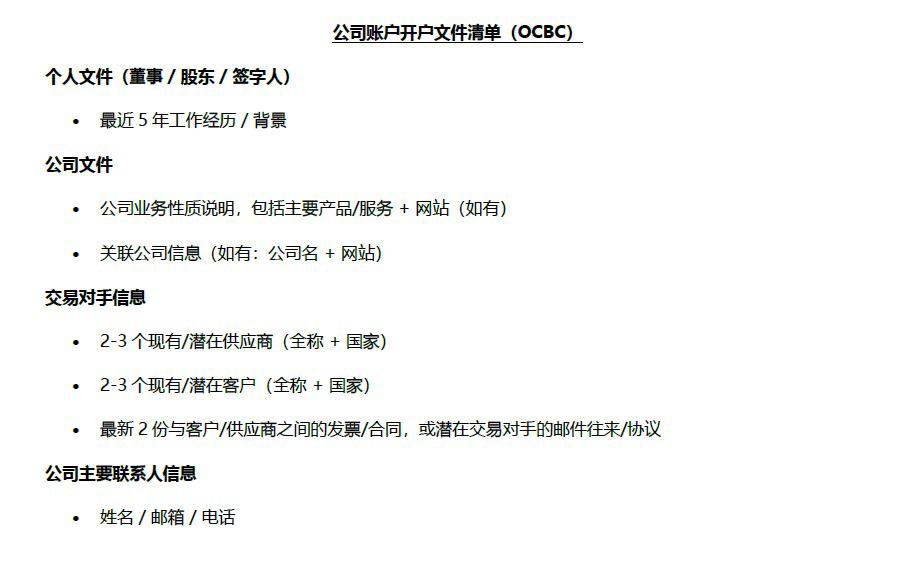 公司账户开户文件清单（OCBC）
个人文件（董事 / 股东 / 签字人）
• 最近 5 年工作经历 / 背景
公司文件
• 公司业务性质说明，包括主要产品/服务 + 网站（如有）
• 关联公司信息（如有：公司名 + 网站）
交易对手信息
• 2-3 个现有/潜在供应商（全称 + 国家）
• 2-3 个现有/潜在客户（全称 + 国家）
• 最新 2 份与客户/供应商之间的发票/合同，或潜在交易对手的邮件往来/协议
公司主要联系人信息
• 姓名 / 邮箱 / 电话